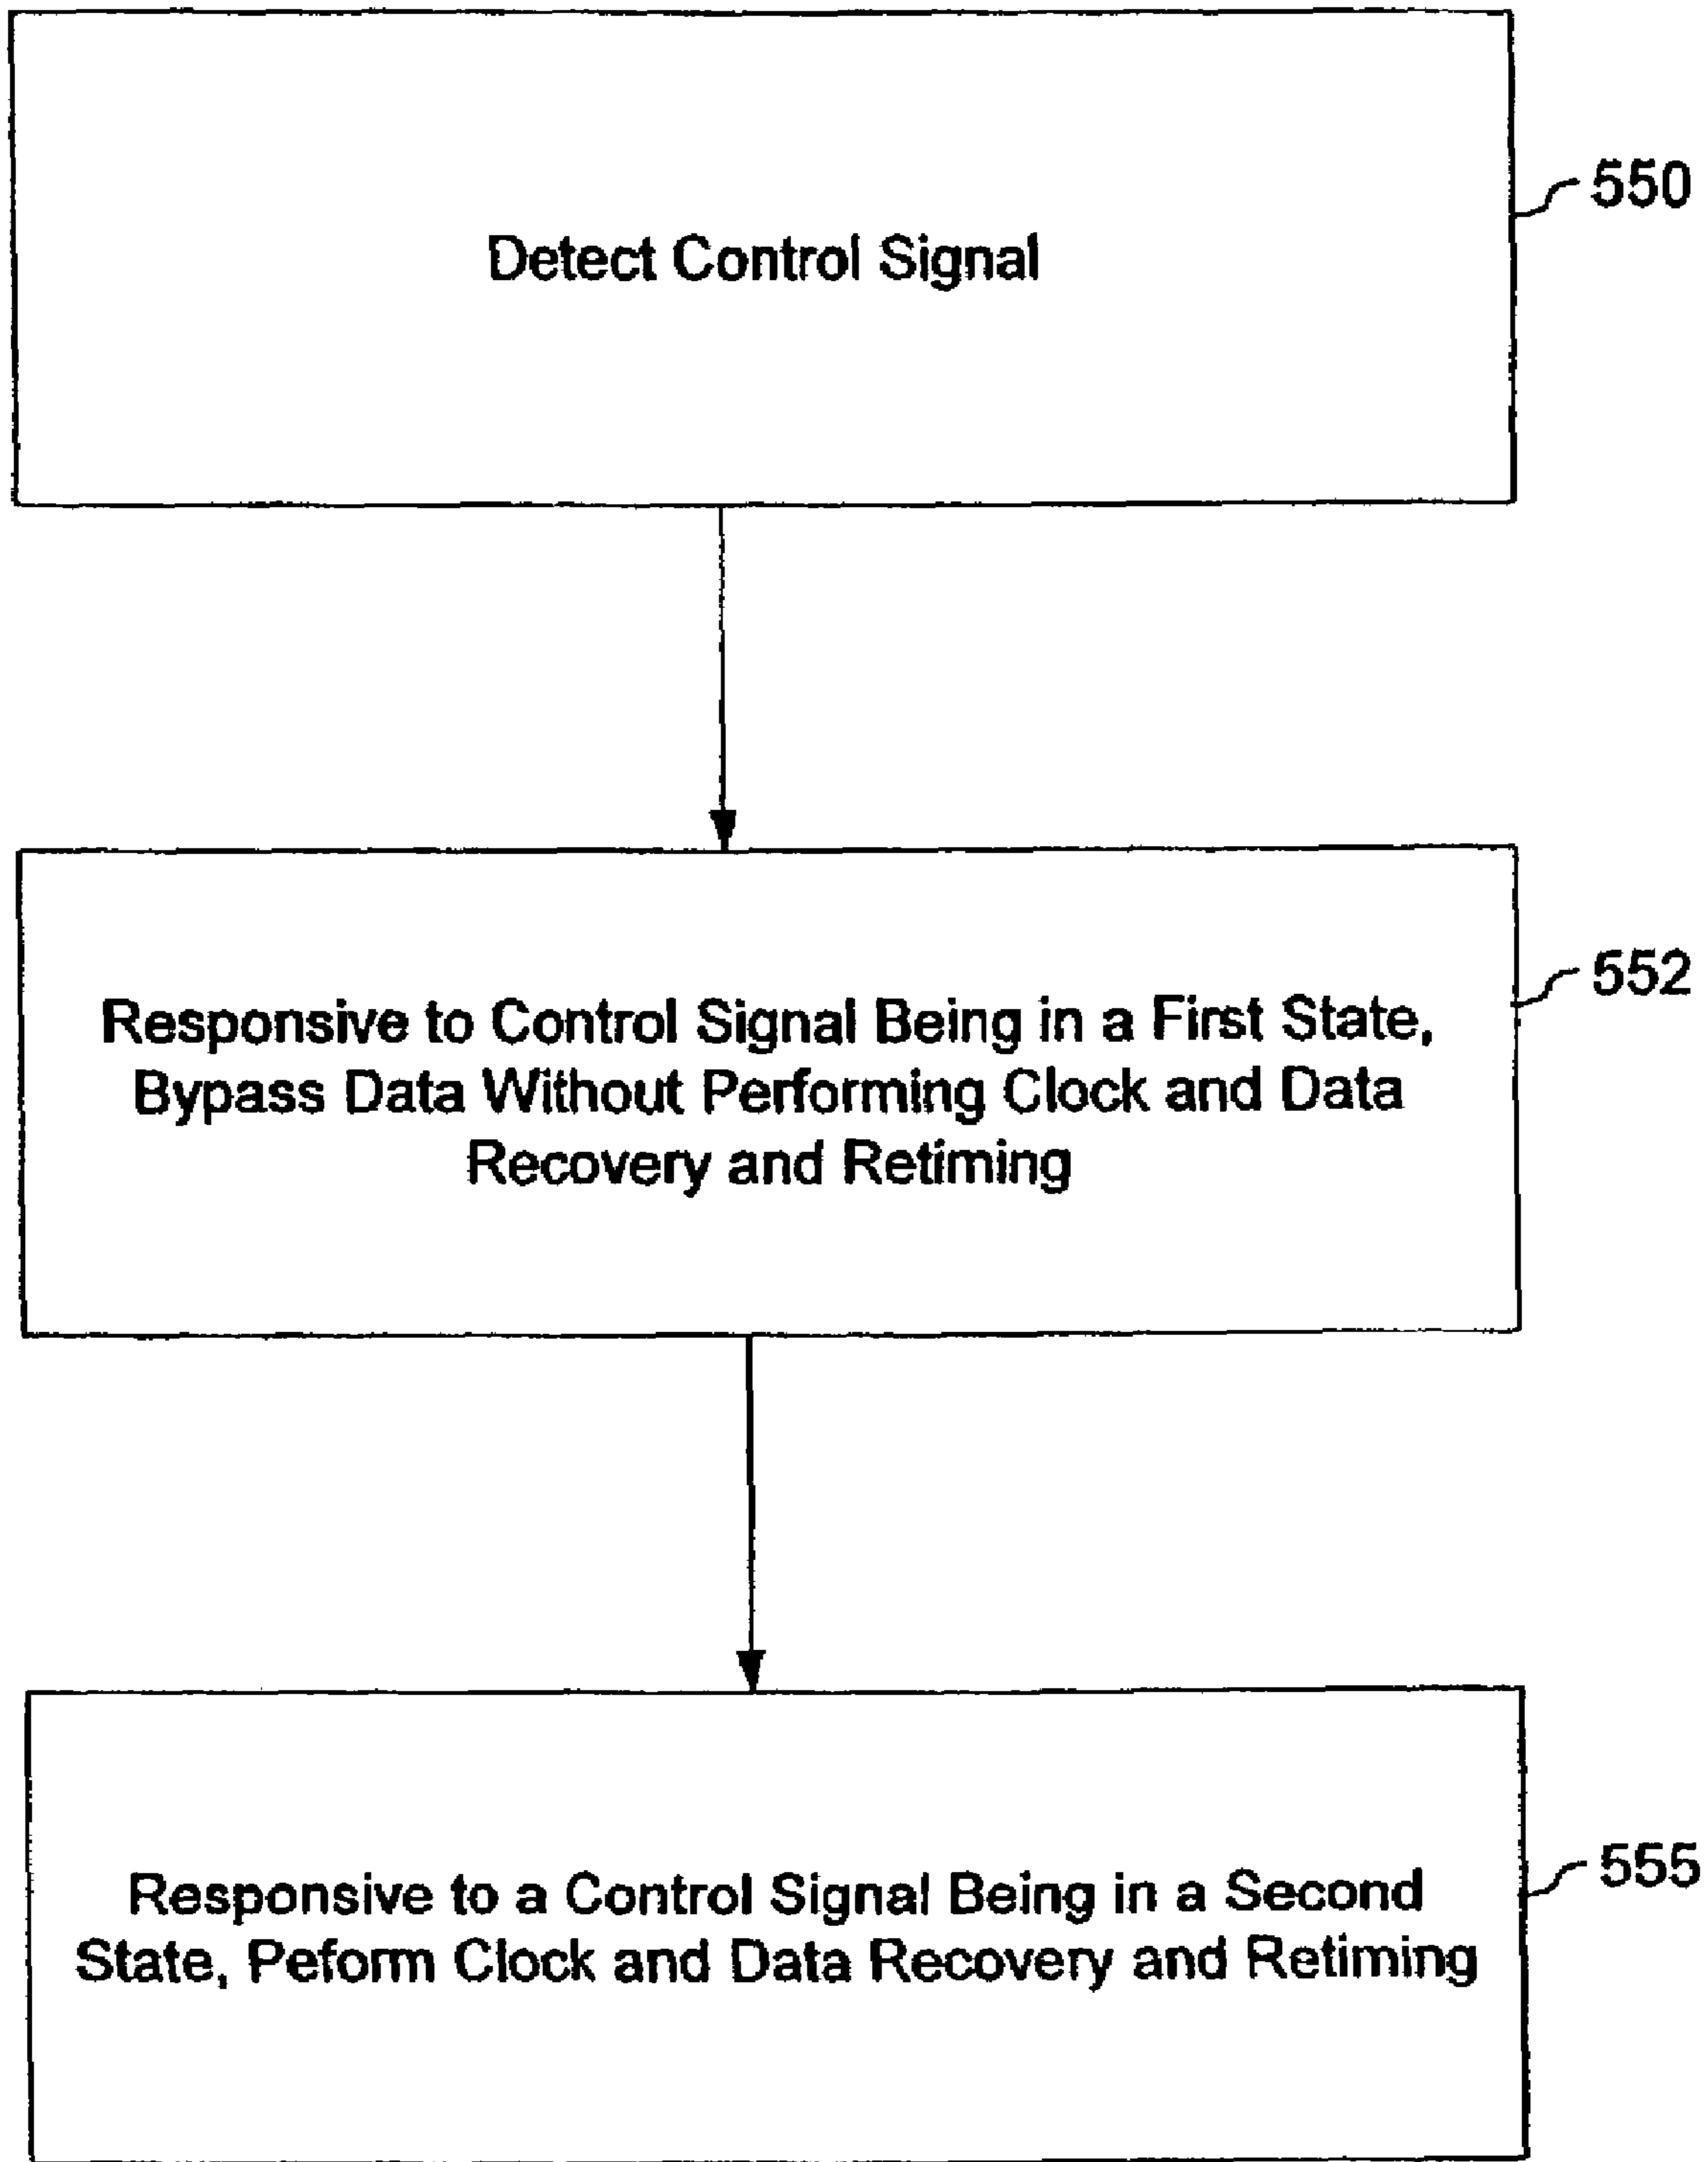 550
Detect Control Signal
552
Responsive to Control Signal Being in a First State,
Bypass Data Without Performing Clock and Data
Recovery and Retiming
555
Responsive to a Control Signal Being in a Second
State, Peform Clock and Data Recovery and Retiming